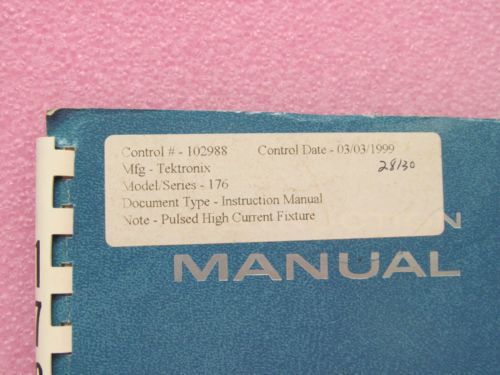 Control # - 102988 Control Date - 03/03/1999
Mfg - Tektronix 28130
Model/Series - 176
Document Type - Instruction Manual
Note - Pulsed High Current Fixture
MANUAL
17